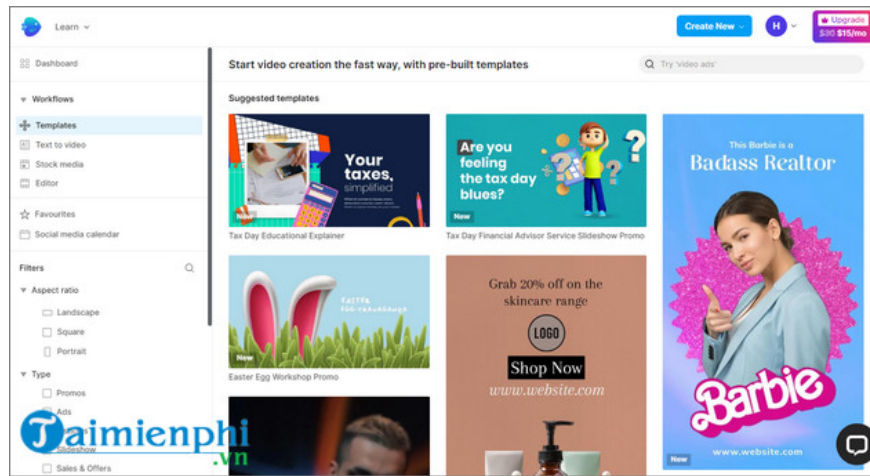 Learn
Create New
H
Upgrade
$30 $15/mo
Dashboard
Workflows
Templates
Text to video
Stock media
Editor
Favourites
Social media calendar
Filters
Aspect ratio
Landscape
Square
Portrait
Type
Promos
Ads
Slideshow
Sales & Offers
Start video creation the fast way, with pre-built templates
Try 'video ads'
Suggested templates
Your
taxes,
simplified
New
Tax Day Educational Explainer
Are you
feeling
the tax day
blues?
New
Tax Day Financial Advisor Service Slideshow Promo
EASTER
EGG-TRAVAGANZA
New
Easter Egg Workshop Promo
Grab 20% off on the
skincare range
LOGO
Shop Now
www.website.com
This Barbie is a
Badass Realtor
Barbie
www.website.com
New
Taimienphi
.vn